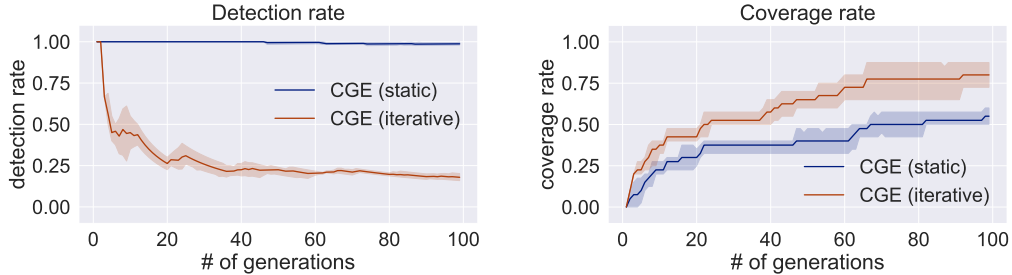 Detection rate
detection rate
1.00
0.75
0.50
0.25
0.00
CGE (static)
CGE (iterative)
0 20 40 60 80 100
# of generations
Coverage rate
coverage rate
1.00
0.75
0.50
0.25
0.00
CGE (static)
CGE (iterative)
0 20 40 60 80 100
# of generations